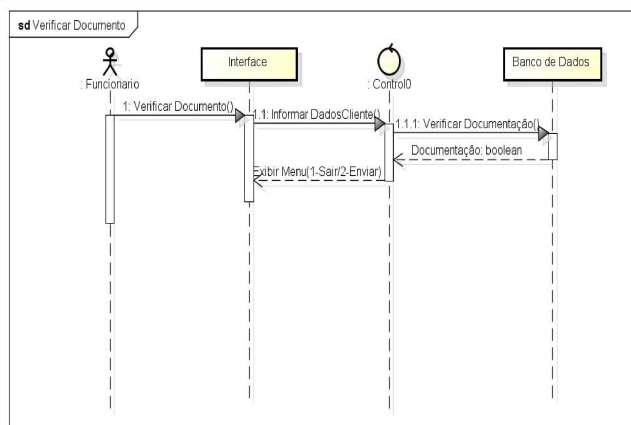 sd Verificar Documento
: Funcionario
Interface
: Control0
Banco de Dados
1: Verificar Documento()
1.1: Informar DadosCliente()
1.1.1: Verificar Documentação()
Documentação: boolean
Exibir Menu(1-Sair/2-Enviar)